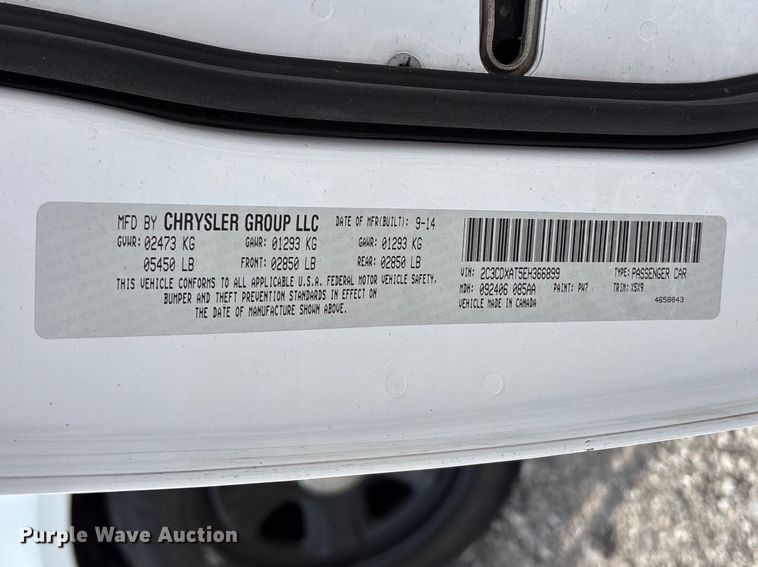 MFD BY CHRYSLER GROUP LLC DATE OF MFR(BUILT): 9-14
GVWR: 02473 KG GAWR: 01293 KG GAWR: 01293 KG
05450 LB FRONT: 02850 LB REAR: 02850 LB
THIS VEHICLE CONFORMS TO ALL APPLICABLE U.S.A. FEDERAL MOTOR VEHICLE SAFETY,
BUMPER AND THEFT PREVENTION STANDARDS IN EFFECT ON
THE DATE OF MANUFACTURE SHOWN ABOVE.
VIN: 2C3CDXAT5EH366899 TYPE: PASSENGER CAR
MDH: 092406 085AA PAINT: PW7 TRIM: X5X9
VEHICLE MADE IN CANADA 4658843
Purple Wave Auction